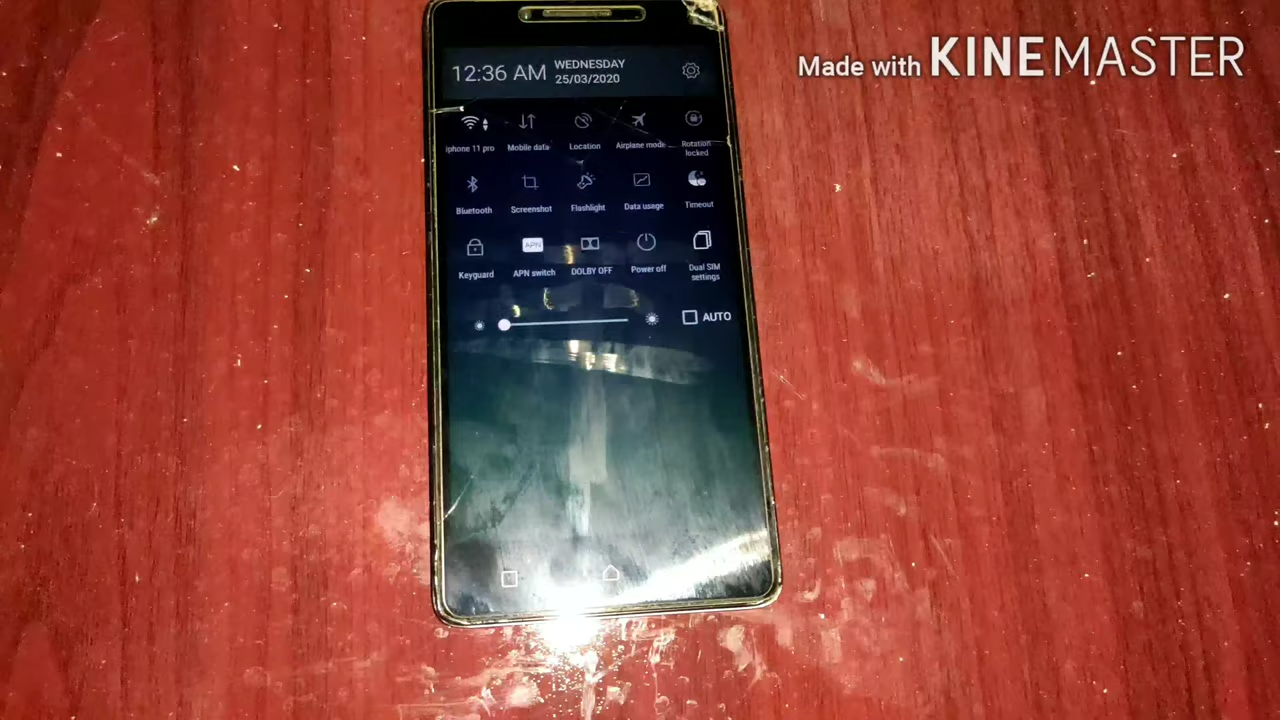 Made with KINEMASTER
12:36 AM WEDNESDAY
25/03/2020
iphone 11 pro Mobile data Location Airplane mode Rotation
locked
Bluetooth Screenshot Flashlight Data usage Timeout
APN
Keyguard APN switch DOLBY OFF Power off Dual SIM
settings
AUTO